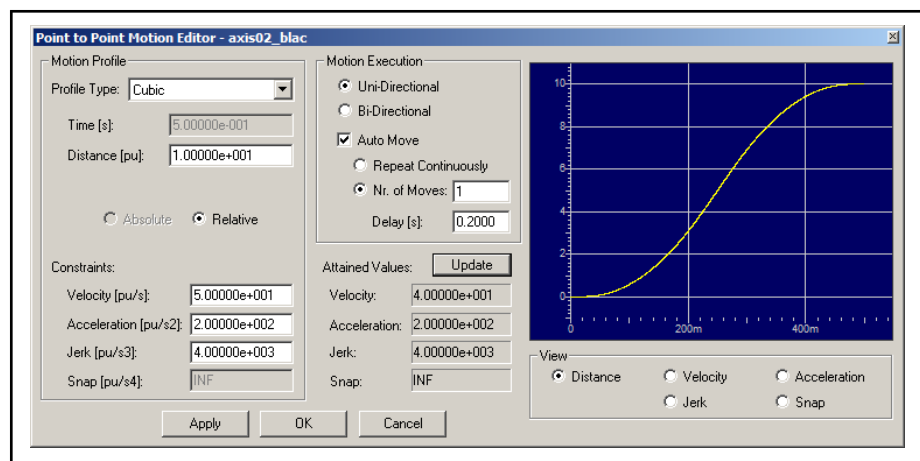 Point to Point Motion Editor - axis02_blac
Motion Profile
Profile Type: Cubic
Time [s]: 5.00000e-001
Distance [pu]: 1.00000e+001
Absolute Relative
Constraints:
Velocity [pu/s]: 5.00000e+001
Acceleration [pu/s2]: 2.00000e+002
Jerk [pu/s3]: 4.00000e+003
Snap [pu/s4]: INF
Motion Execution
Uni-Directional
Bi-Directional
Auto Move
Repeat Continuously
Nr. of Moves: 1
Delay [s]: 0.2000
Attained Values: Update
Velocity: 4.00000e+001
Acceleration: 2.00000e+002
Jerk: 4.00000e+003
Snap: INF
10
8
6
4
2
0
0 200m 400m
View
Distance Velocity Acceleration
Jerk Snap
Apply OK Cancel